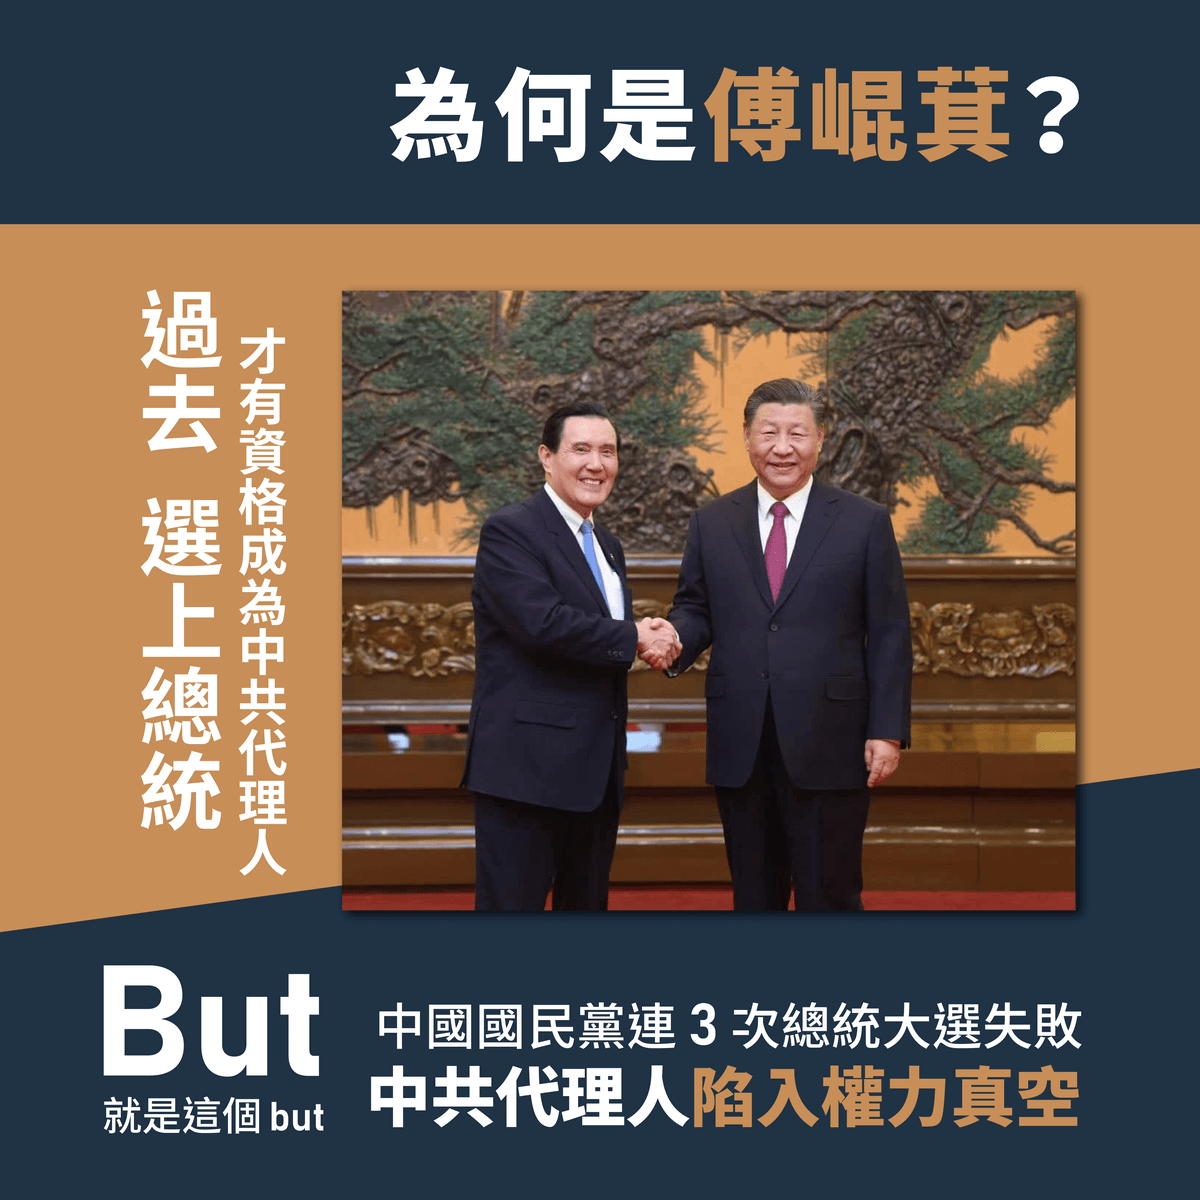 為何是傅崐萁?
過去 選上總統
才有資格成為中共代理人
But
就是這個 but
中國國民黨連 3 次總統大選失敗
中共代理人陷入權力真空